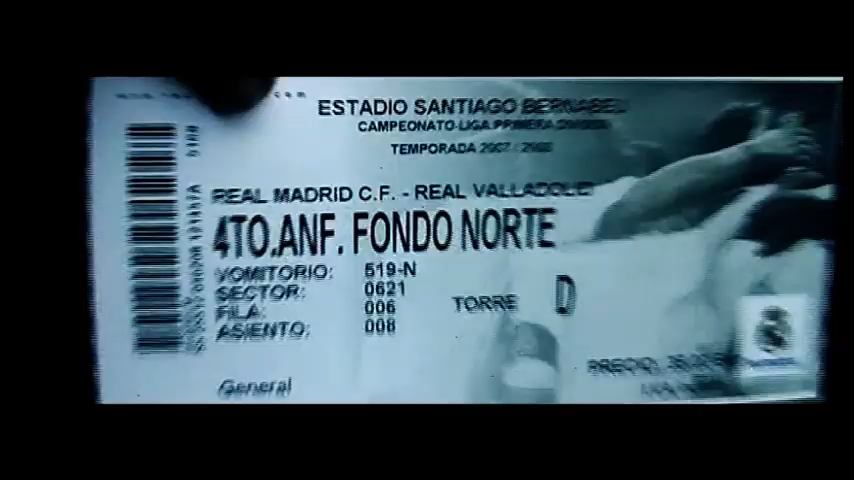 ESTADIO SANTIAGO BERNABEU
CAMPEONATO LIGA PRIMERA DIVISION
TEMPORADA 2007 / 2008
REAL MADRID C.F. - REAL VALLADOLID
4TO.ANF. FONDO NORTE
VOMITORIO: 519-N
SECTOR: 0621
FILA: 006
TORRE D
ASIENTO: 008
PRECIO:
General